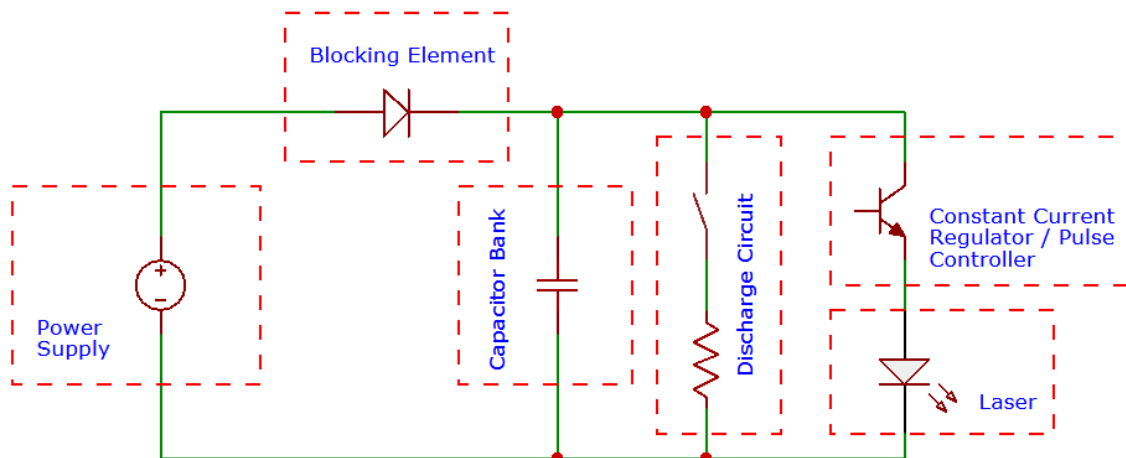 Blocking Element
Power
Supply
Capacitor Bank
Discharge Circuit
Constant Current
Regulator / Pulse
Controller
Laser